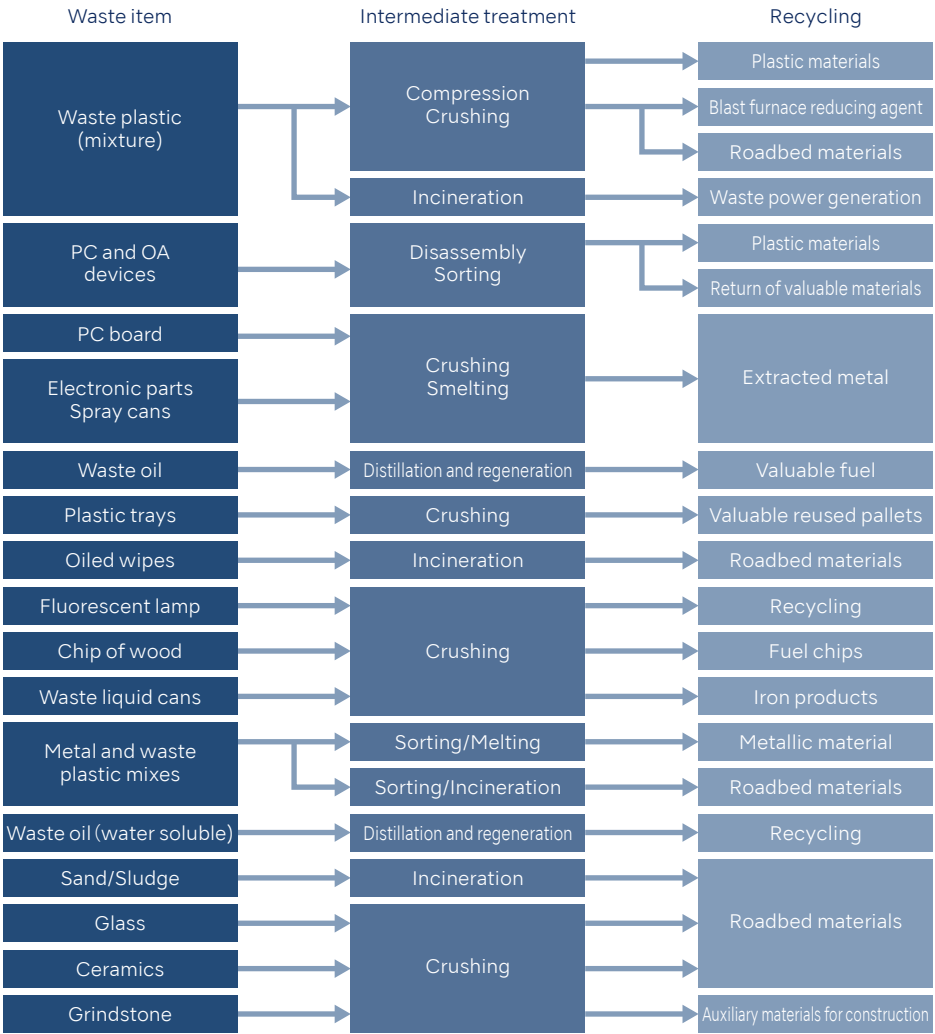 Waste item
Intermediate treatment
Recycling
Waste plastic
(mixture)
Compression
Crushing
Plastic materials
Blast furnace reducing agent
Roadbed materials
Incineration
Waste power generation
PC and OA
devices
Disassembly
Sorting
Plastic materials
Return of valuable materials
PC board
Electronic parts
Spray cans
Crushing
Smelting
Extracted metal
Waste oil
Distillation and regeneration
Valuable fuel
Plastic trays
Crushing
Valuable reused pallets
Oiled wipes
Incineration
Roadbed materials
Fluorescent lamp
Chip of wood
Waste liquid cans
Crushing
Recycling
Fuel chips
Iron products
Metal and waste
plastic mixes
Sorting/Melting
Metallic material
Sorting/Incineration
Roadbed materials
Waste oil (water soluble)
Distillation and regeneration
Recycling
Sand/Sludge
Incineration
Glass
Ceramics
Grindstone
Crushing
Roadbed materials
Auxiliary materials for construction